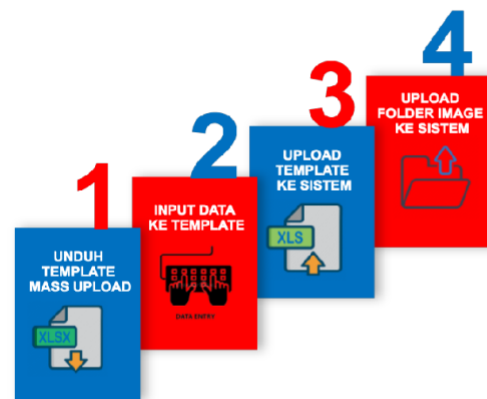 1
UNDUH
TEMPLATE
MASS UPLOAD
XLSX
2
INPUT DATA
KE TEMPLATE
DATA ENTRY
3
UPLOAD
TEMPLATE
KE SISTEM
XLS
4
UPLOAD
FOLDER IMAGE
KE SISTEM